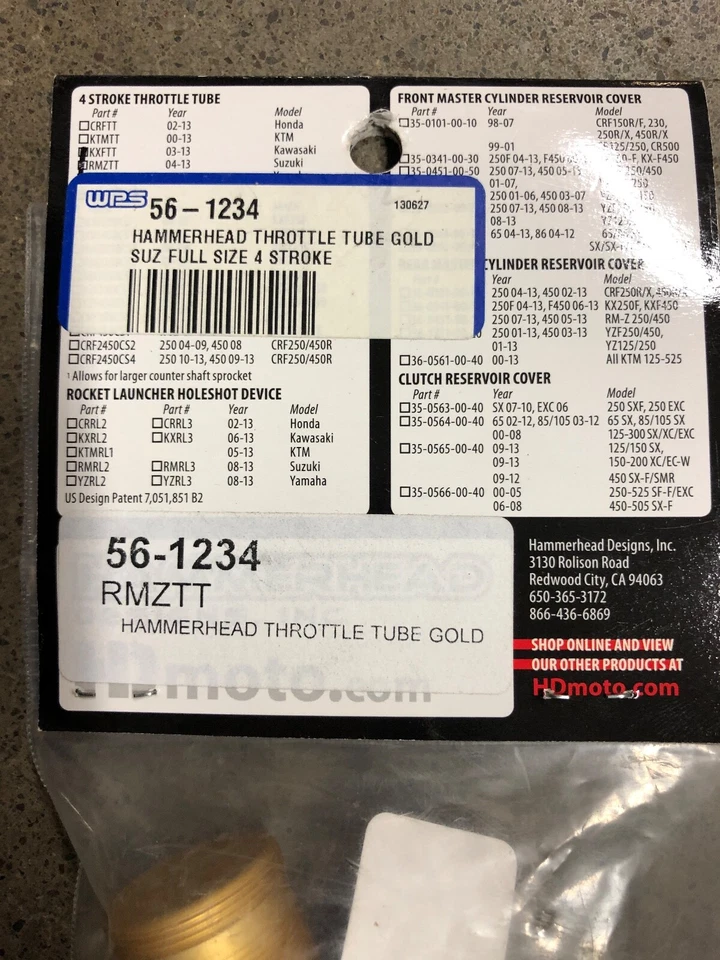 4 STROKE THROTTLE TUBE
Part # Year Model
☐CRFTT 02-13 Honda
☐KTMTT 00-13 KTM
KXFTT 03-13 Kawasaki
RMZTT 04-13 Suzuki
WPS 56-1234 130627
HAMMERHEAD THROTTLE TUBE GOLD
SUZ FULL SIZE 4 STROKE
☐CRF2450CS2 250 04-09, 450 08 CRF250/450R
☐CRF2450CS4 250 10-13, 450 09-13 CRF250/450R
¹ Allows for larger counter shaft sprocket
ROCKET LAUNCHER HOLESHOT DEVICE
Part # Part # Year Model
☐CRRL2 ☐CRRL3 02-13 Honda
☐KXRL2 ☐KXRL3 06-13 Kawasaki
☐KTMRL1 05-13 KTM
☐RMRL2 ☐RMRL3 08-13 Suzuki
☐YZRL2 ☐YZRL3 08-13 Yamaha
US Design Patent 7,051,851 B2
FRONT MASTER CYLINDER RESERVOIR COVER
Part # Year Model
☐35-0101-00-10 98-07 CRF150R/F, 230,
250R/X, 450R/X
99-01 125/250, CR500
☐35-0341-00-30 250F 04-13, F450 KX-F450
☐35-0451-00-50 250 07-13, 450 05-13 250/450
01-07, 250
250 01-06, 450 03-07
250 07-13, 450 08-13
08-13
65 04-13, 86 04-12
CYLINDER RESERVOIR COVER
Year Model
250 04-13, 450 02-13 CRF250R/X, 450R/X
250F 04-13, F450 06-13 KX250F, KXF450
250 07-13, 450 05-13 RM-Z 250/450
250 01-13, 450 03-13 YZF250/450,
01-13 YZ125/250
☐36-0561-00-40 00-13 All KTM 125-525
CLUTCH RESERVOIR COVER
Part # Year Model
☐35-0563-00-40 SX 07-10, EXC 06 250 SXF, 250 EXC
☐35-0564-00-40 65 02-12, 85/105 03-12 65 SX, 85/105 SX
00-08 125-300 SX/XC/EXC
☐35-0565-00-40 09-13 125/150 SX,
09-13 150-200 XC/EC-W
09-12 450 SX-F/SMR
☐35-0566-00-40 00-05 250-525 SF-F/EXC
06-08 450-505 SX-F
56-1234
RMZTT
HAMMERHEAD THROTTLE TUBE GOLD
moto.com
Hammerhead Designs, Inc.
3130 Rolison Road
Redwood City, CA 94063
650-365-3172
866-436-6869
SHOP ONLINE AND VIEW
OUR OTHER PRODUCTS AT
HDmoto.com